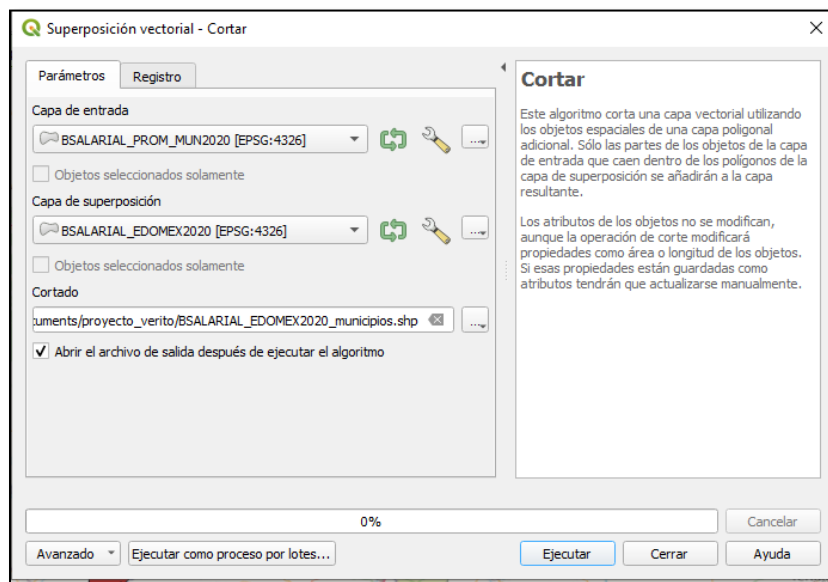 Superposición vectorial - Cortar
Parámetros
Registro
Capa de entrada
BSALARIAL_PROM_MUN2020 [EPSG:4326]
...
Objetos seleccionados solamente
Capa de superposición
BSALARIAL_EDOMEX2020 [EPSG:4326]
...
Objetos seleccionados solamente
Cortado
cuments/proyecto_verito/BSALARIAL_EDOMEX2020_municipios.shp
...
Abrir el archivo de salida después de ejecutar el algoritmo
Cortar
Este algoritmo corta una capa vectorial utilizando
los objetos espaciales de una capa poligonal
adicional. Sólo las partes de los objetos de la capa
de entrada que caen dentro de los polígonos de la
capa de superposición se añadirán a la capa
resultante.
Los atributos de los objetos no se modifican,
aunque la operación de corte modificará
propiedades como área o longitud de los objetos.
Si esas propiedades están guardadas como
atributos tendrán que actualizarse manualmente.
0%
Cancelar
Avanzado
Ejecutar como proceso por lotes...
Ejecutar
Cerrar
Ayuda